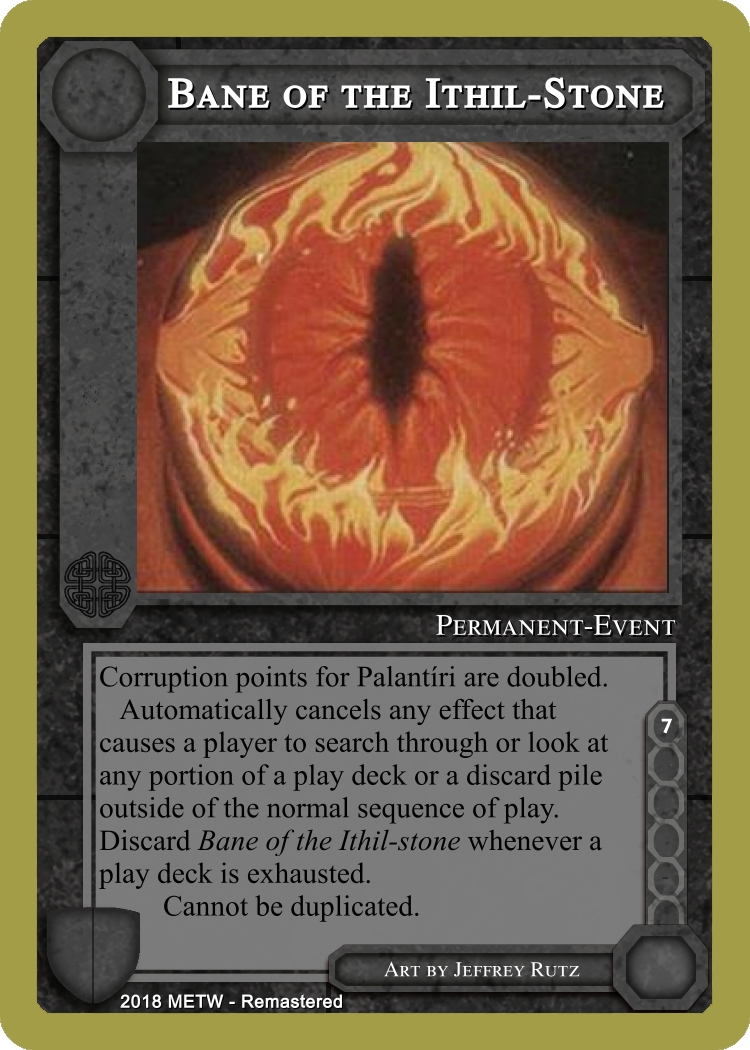 Bane of the Ithil-Stone
Permanent-Event
Corruption points for Palantíri are doubled.
Automatically cancels any effect that
causes a player to search through or look at
any portion of a play deck or a discard pile
outside of the normal sequence of play.
Discard Bane of the Ithil-stone whenever a
play deck is exhausted.
Cannot be duplicated.
7
Art by Jeffrey Rutz
2018 METW - Remastered